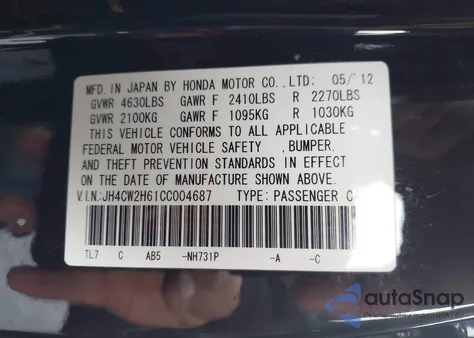 MFD. IN JAPAN BY HONDA MOTOR CO.,LTD: 05/'12
GVWR 4630LBS GAWR F 2410LBS R 2270LBS
GVWR 2100KG GAWR F 1095KG R 1030KG
THIS VEHICLE CONFORMS TO ALL APPLICABLE
FEDERAL MOTOR VEHICLE SAFETY ,BUMPER,
AND THEFT PREVENTION STANDARDS IN EFFECT
ON THE DATE OF MANUFACTURE SHOWN ABOVE.
V.I.N:JH4CW2H61CC004687 TYPE: PASSENGER C
TL7 C AB5 -NH731P -A -C
autoSnap